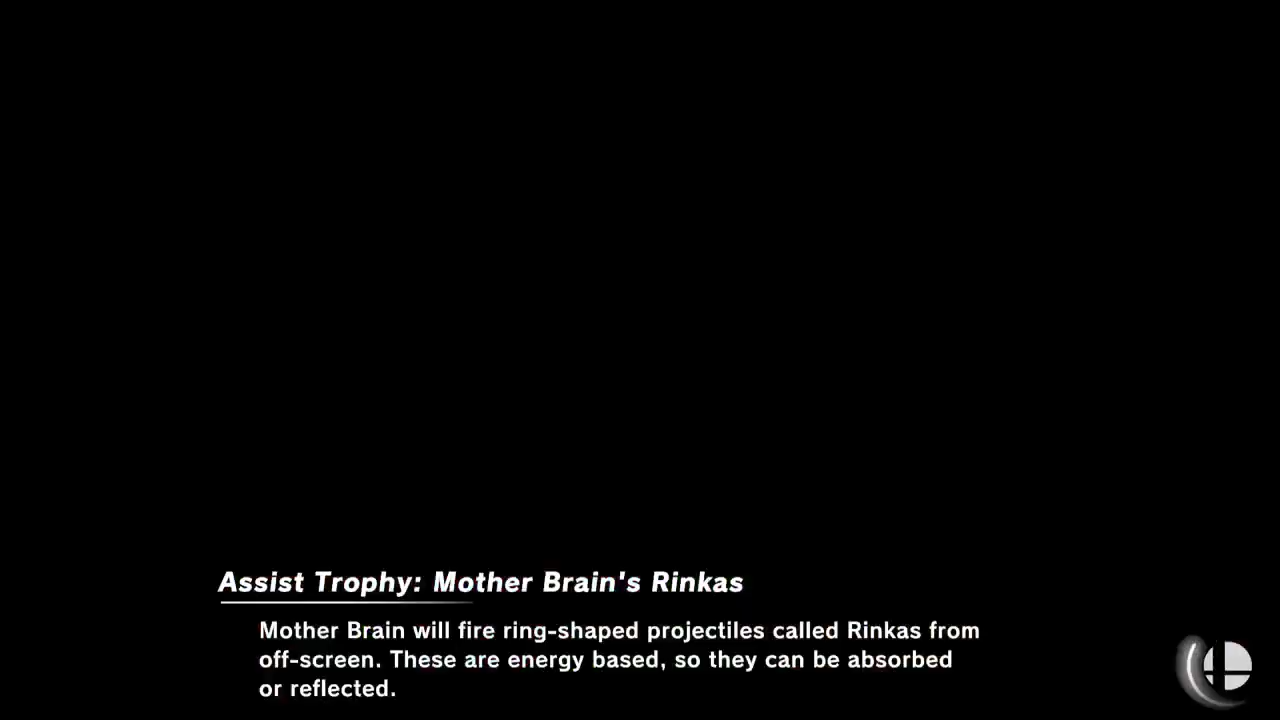 Assist Trophy: Mother Brain's Rinkas
Mother Brain will fire ring-shaped projectiles called Rinkas from
off-screen. These are energy based, so they can be absorbed
or reflected.